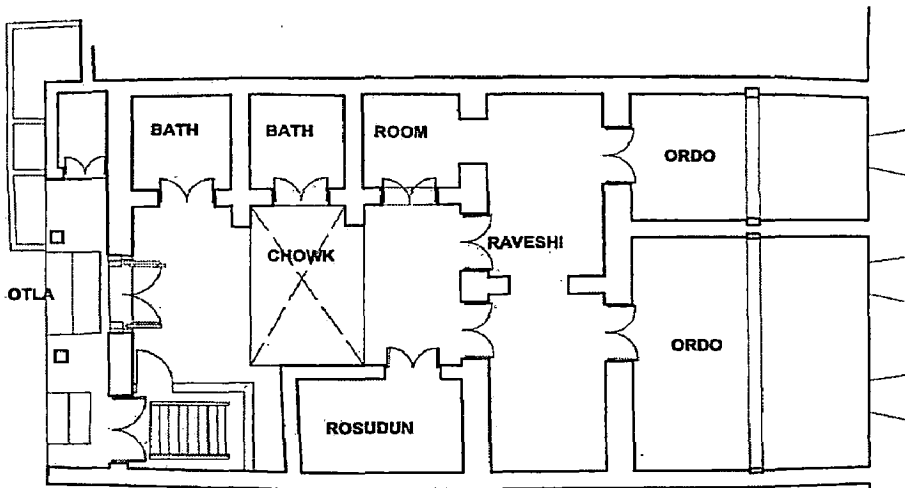 BATH
BATH
ROOM
ORDO
CHOWK
RAVESHI
OTLA
ORDO
ROSUDUN